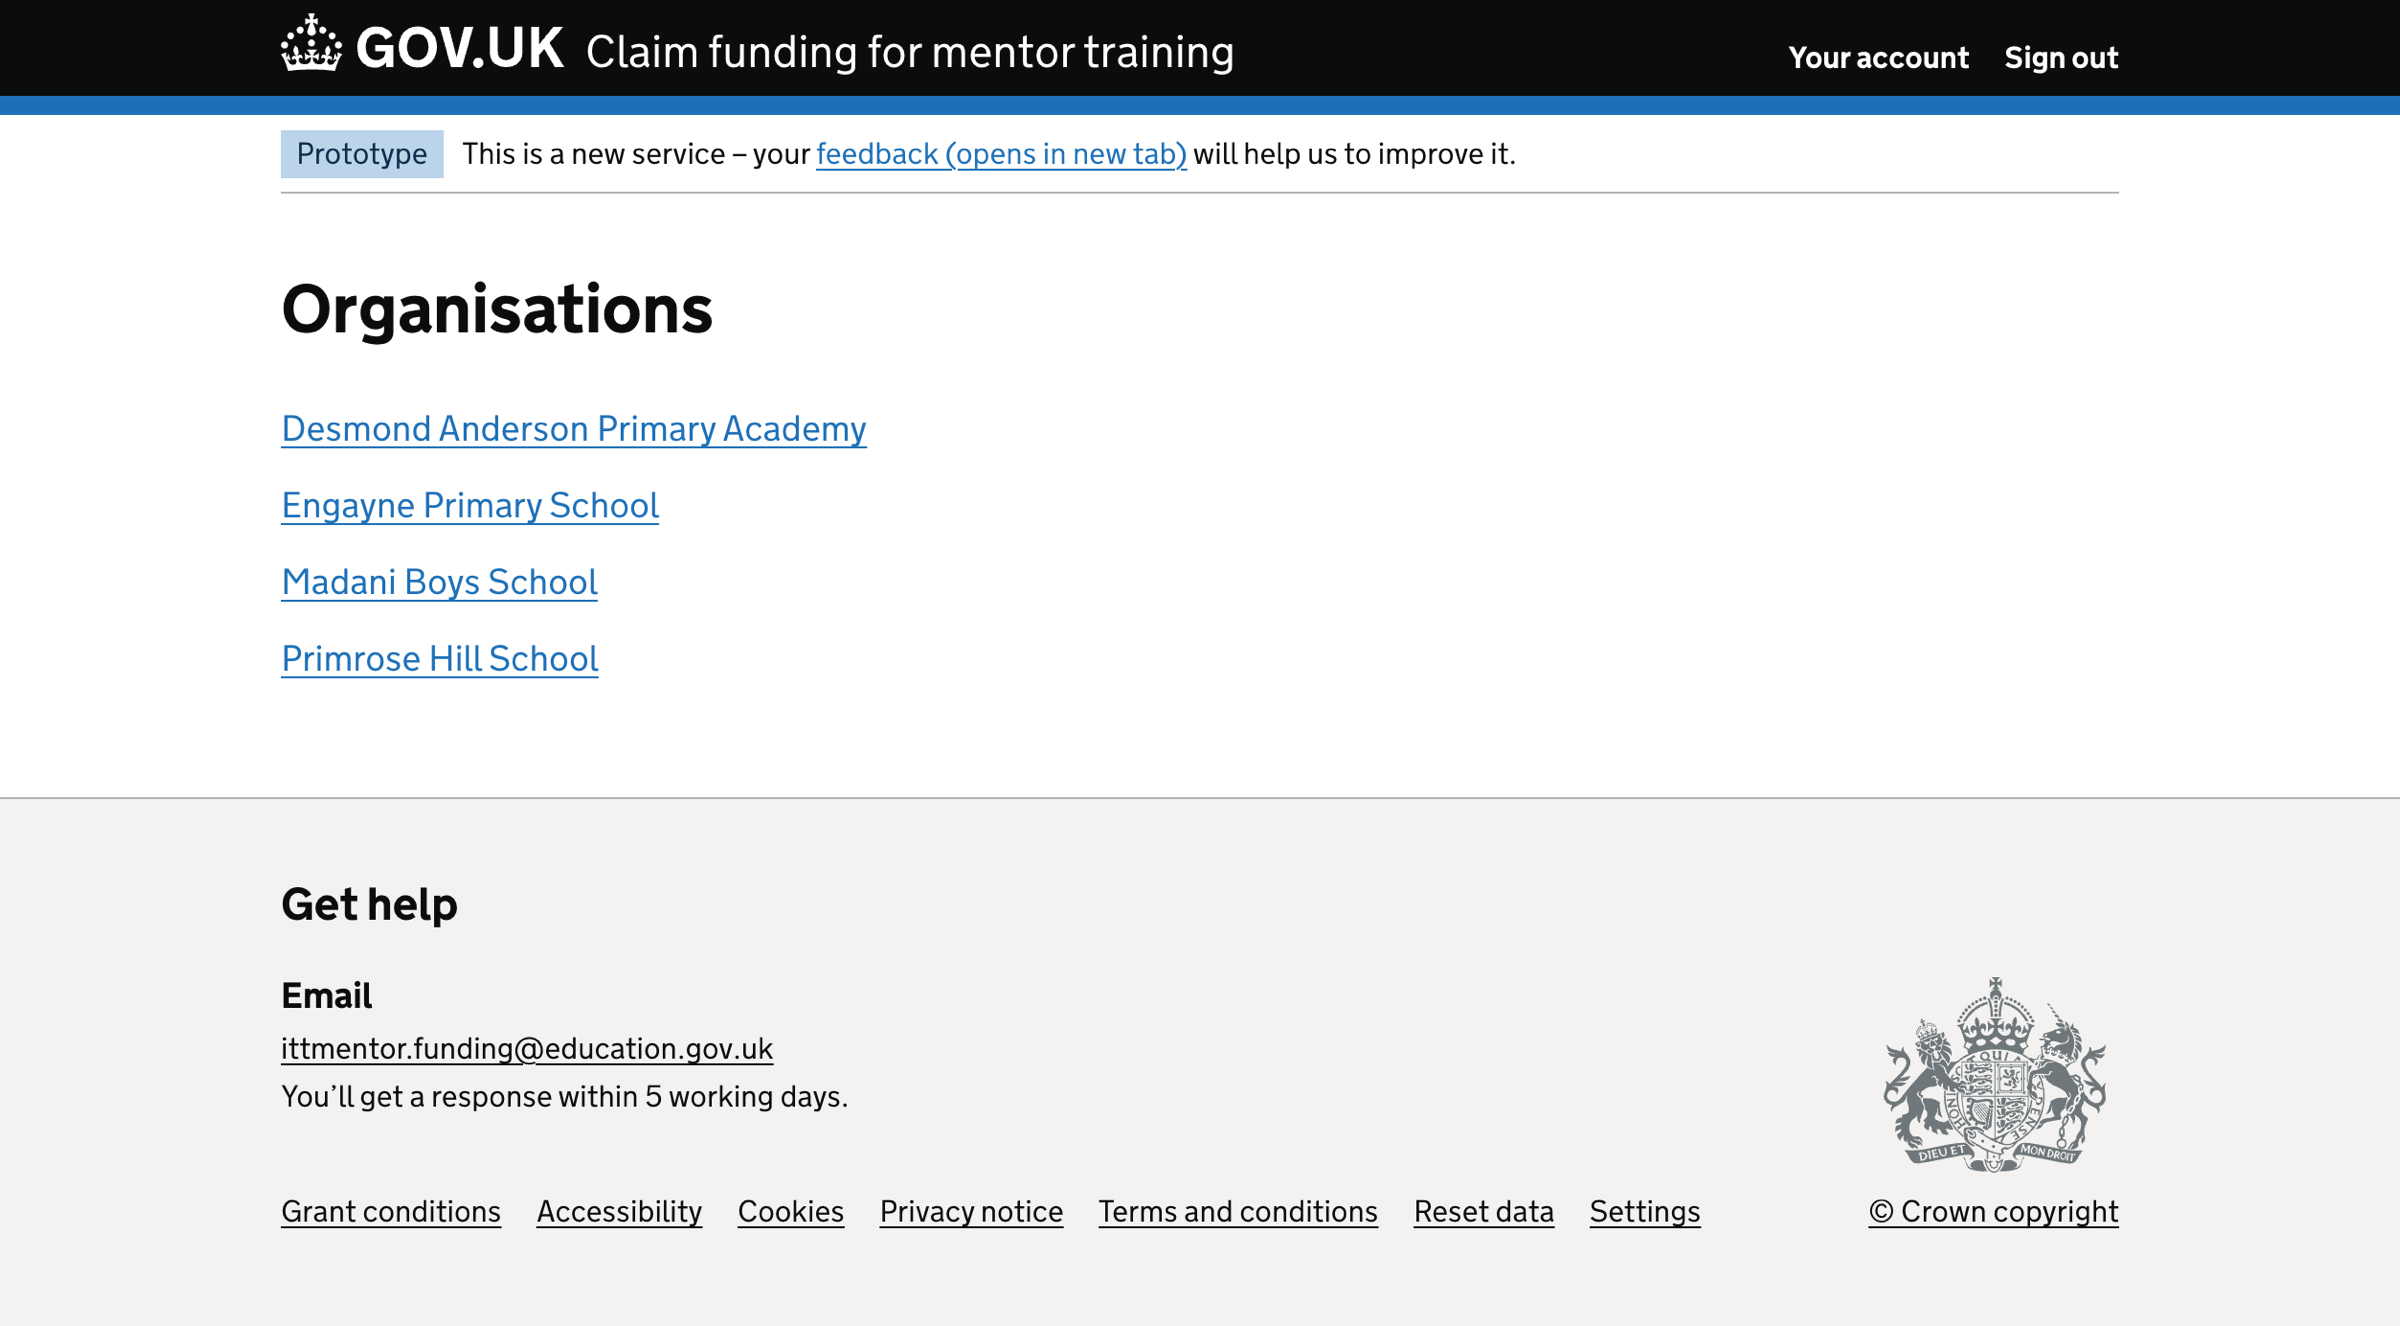 GOV.UK Claim funding for mentor training Your account Sign out
Prototype This is a new service – your feedback (opens in new tab) will help us to improve it.
Organisations
Desmond Anderson Primary Academy
Engayne Primary School
Madani Boys School
Primrose Hill School
Get help
Email
ittmentor.funding@education.gov.uk
You’ll get a response within 5 working days.
DIEU ET MON DROIT
Grant conditions Accessibility Cookies Privacy notice Terms and conditions Reset data Settings © Crown copyright